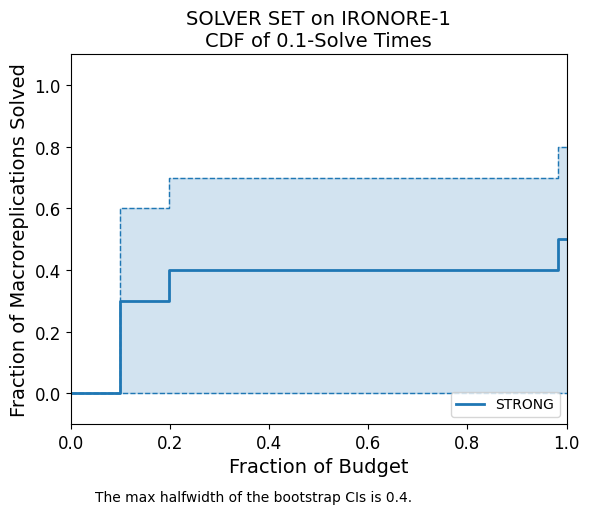 SOLVER SET on IRONORE-1
CDF of 0.1-Solve Times
Fraction of Macroreplications Solved
1.0
0.8
0.6
0.4
0.2
0.0
STRONG
0.0 0.2 0.4 0.6 0.8 1.0
Fraction of Budget
The max halfwidth of the bootstrap CIs is 0.4.